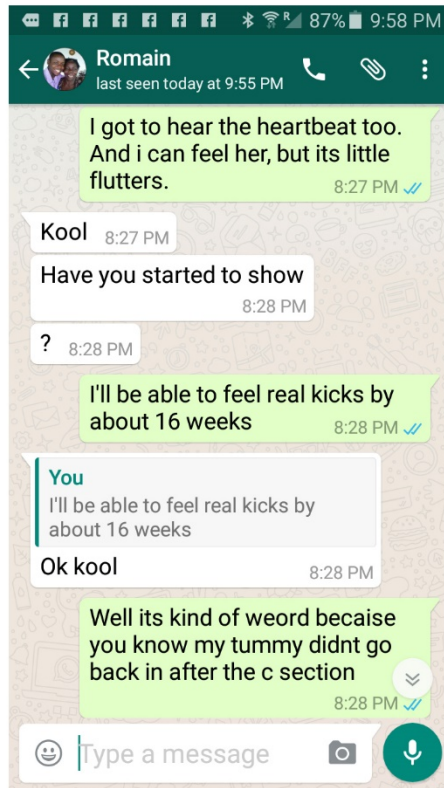 87% 9:58 PM
Romain
last seen today at 9:55 PM
I got to hear the heartbeat too.
And i can feel her, but its little
flutters.
8:27 PM
Kool 8:27 PM
Have you started to show
8:28 PM
? 8:28 PM
I'll be able to feel real kicks by
about 16 weeks
8:28 PM
You
I'll be able to feel real kicks by
about 16 weeks
Ok kool
8:28 PM
Well its kind of weord becaise
you know my tummy didnt go
back in after the c section
8:28 PM
Type a message